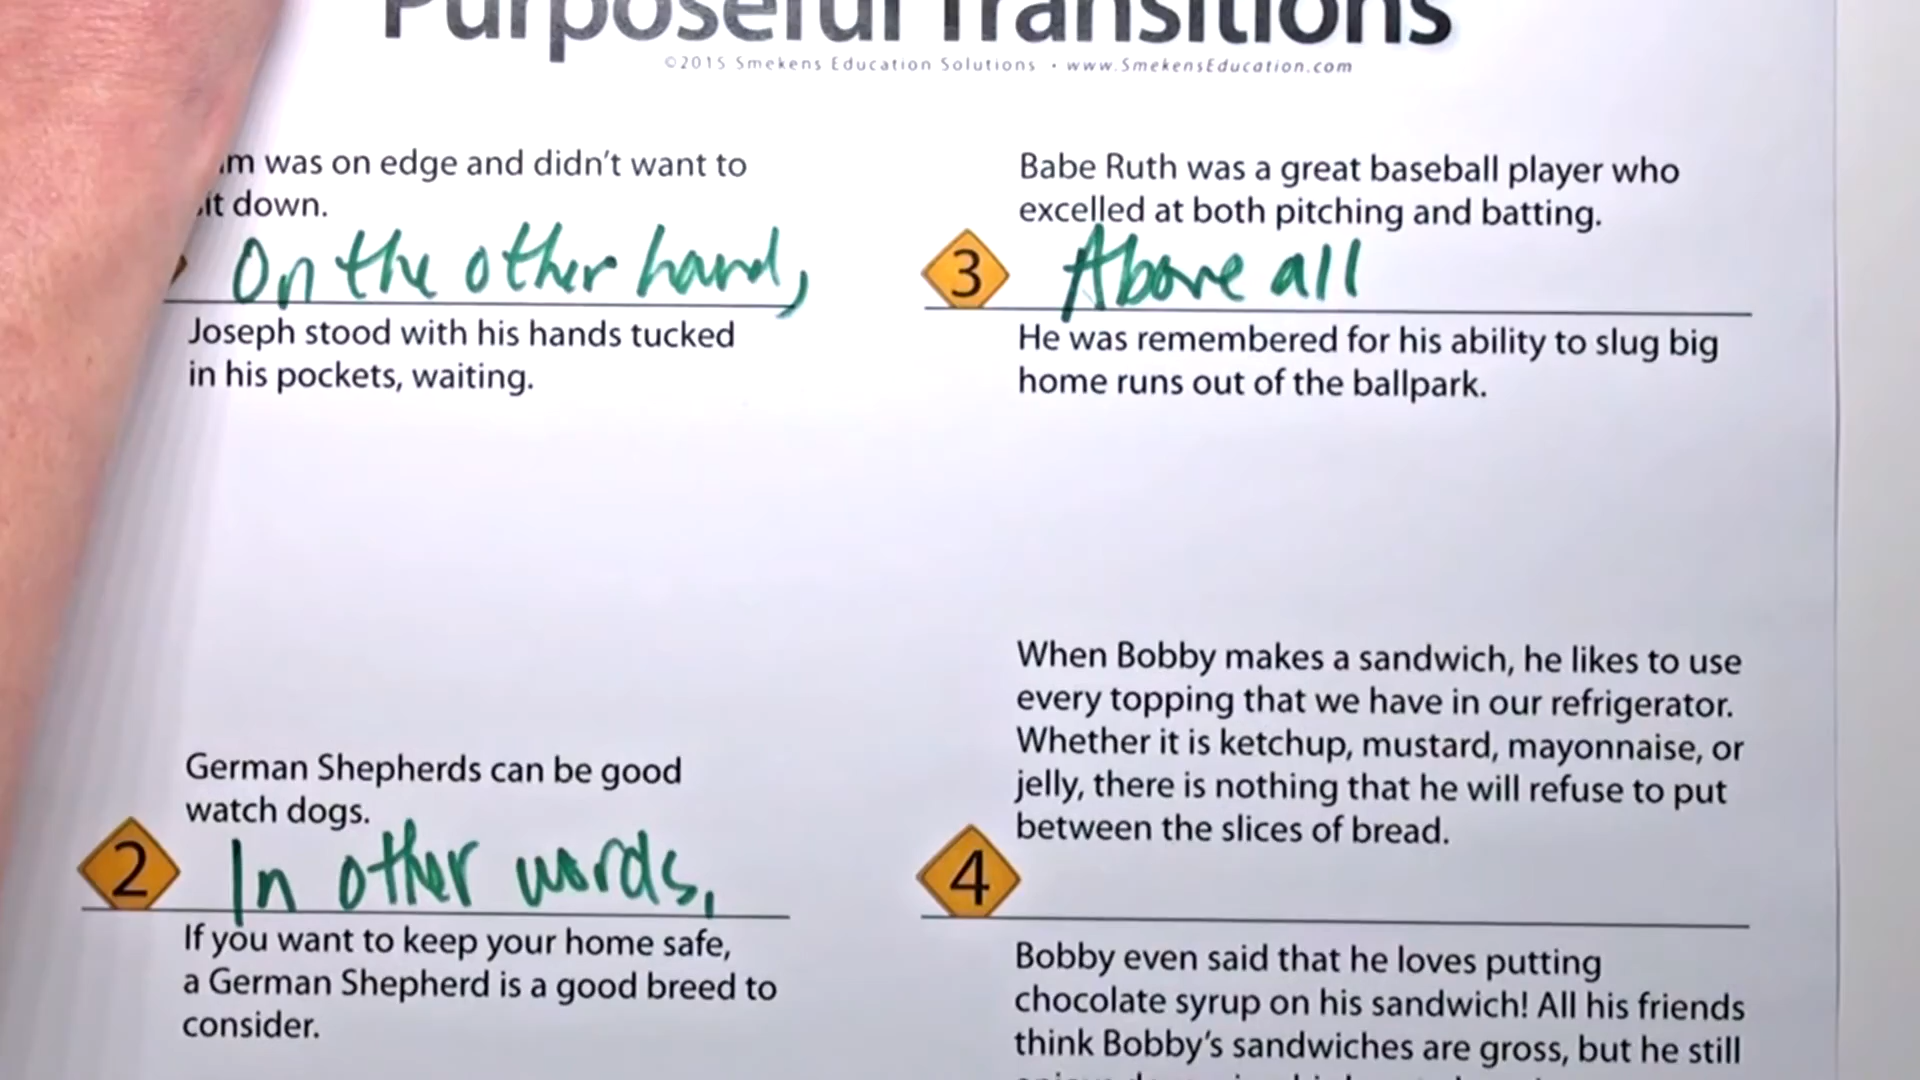 Purposeful Transitions
©2015 Smekens Education Solutions • www.SmekensEducation.com
was on edge and didn't want to
down.
On the other hand,
Joseph stood with his hands tucked
in his pockets, waiting.
German Shepherds can be good
watch dogs.
2 In other words,
If you want to keep your home safe,
a German Shepherd is a good breed to
consider.
Babe Ruth was a great baseball player who
excelled at both pitching and batting.
3 Above all
He was remembered for his ability to slug big
home runs out of the ballpark.
When Bobby makes a sandwich, he likes to use
every topping that we have in our refrigerator.
Whether it is ketchup, mustard, mayonnaise, or
jelly, there is nothing that he will refuse to put
between the slices of bread.
4
Bobby even said that he loves putting
chocolate syrup on his sandwich! All his friends
think Bobby's sandwiches are gross, but he still